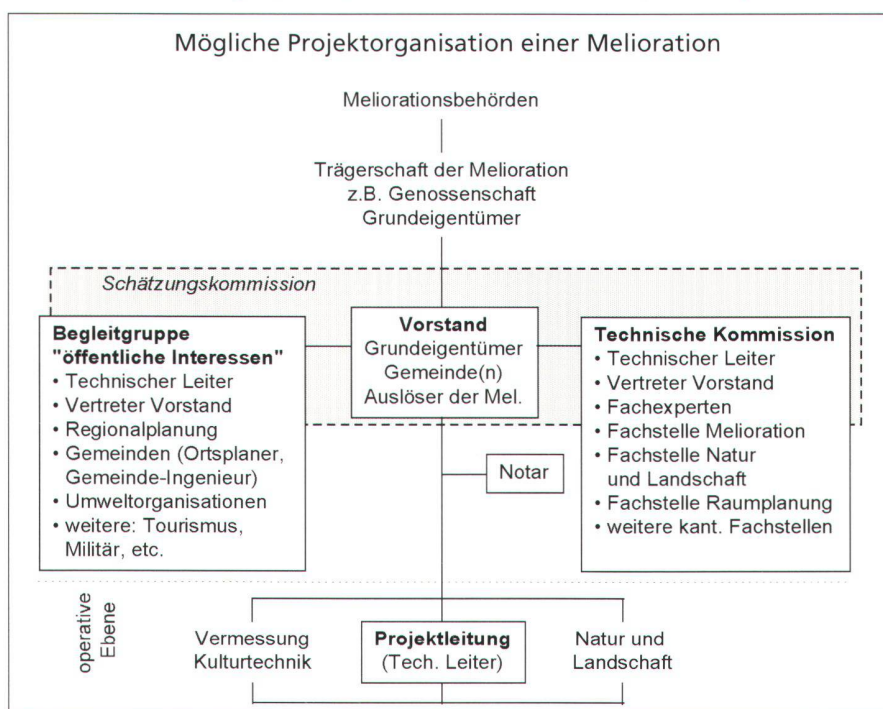 Mögliche Projektorganisation einer Melioration
Meliorationsbehörden
Trägerschaft der Melioration
z.B. Genossenschaft
Grundeigentümer
Schätzungskommission
Begleitgruppe
"öffentliche Interessen"
• Technischer Leiter
• Vertreter Vorstand
• Regionalplanung
• Gemeinden (Ortsplaner,
Gemeinde-Ingenieur)
• Umweltorganisationen
• weitere: Tourismus,
Militär, etc.
Vorstand
Grundeigentümer
Gemeinde(n)
Auslöser der Mel.
Technische Kommission
• Technischer Leiter
• Vertreter Vorstand
• Fachexperten
• Fachstelle Melioration
• Fachstelle Natur
und Landschaft
• Fachstelle Raumplanung
• weitere kant. Fachstellen
Notar
operative
Ebene
Vermessung
Kulturtechnik
Projektleitung
(Tech. Leiter)
Natur und
Landschaft